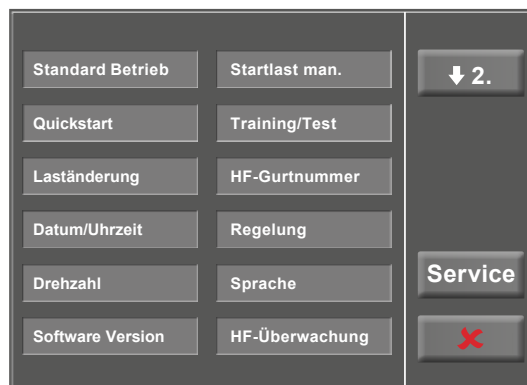 Standard Betrieb
Quickstart
Laständerung
Datum/Uhrzeit
Drehzahl
Software Version
Startlast man.
Training/Test
HF-Gurtnummer
Regelung
Sprache
HF-Überwachung
2.
Service